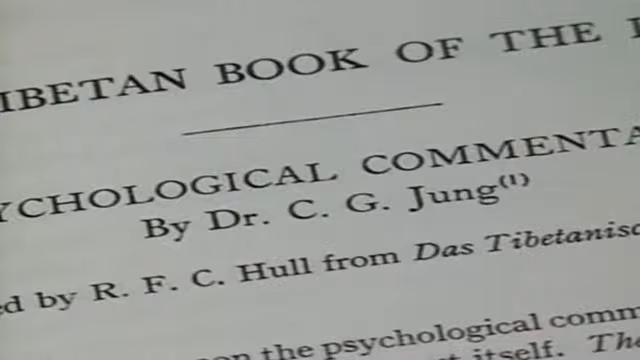 IBETAN BOOK OF THE
YCHOLOGICAL COMMENTA
By Dr. C. G. Jung(1)
ed by R. F. C. Hull from Das Tibetanisc
on the psychological comm
itself. The